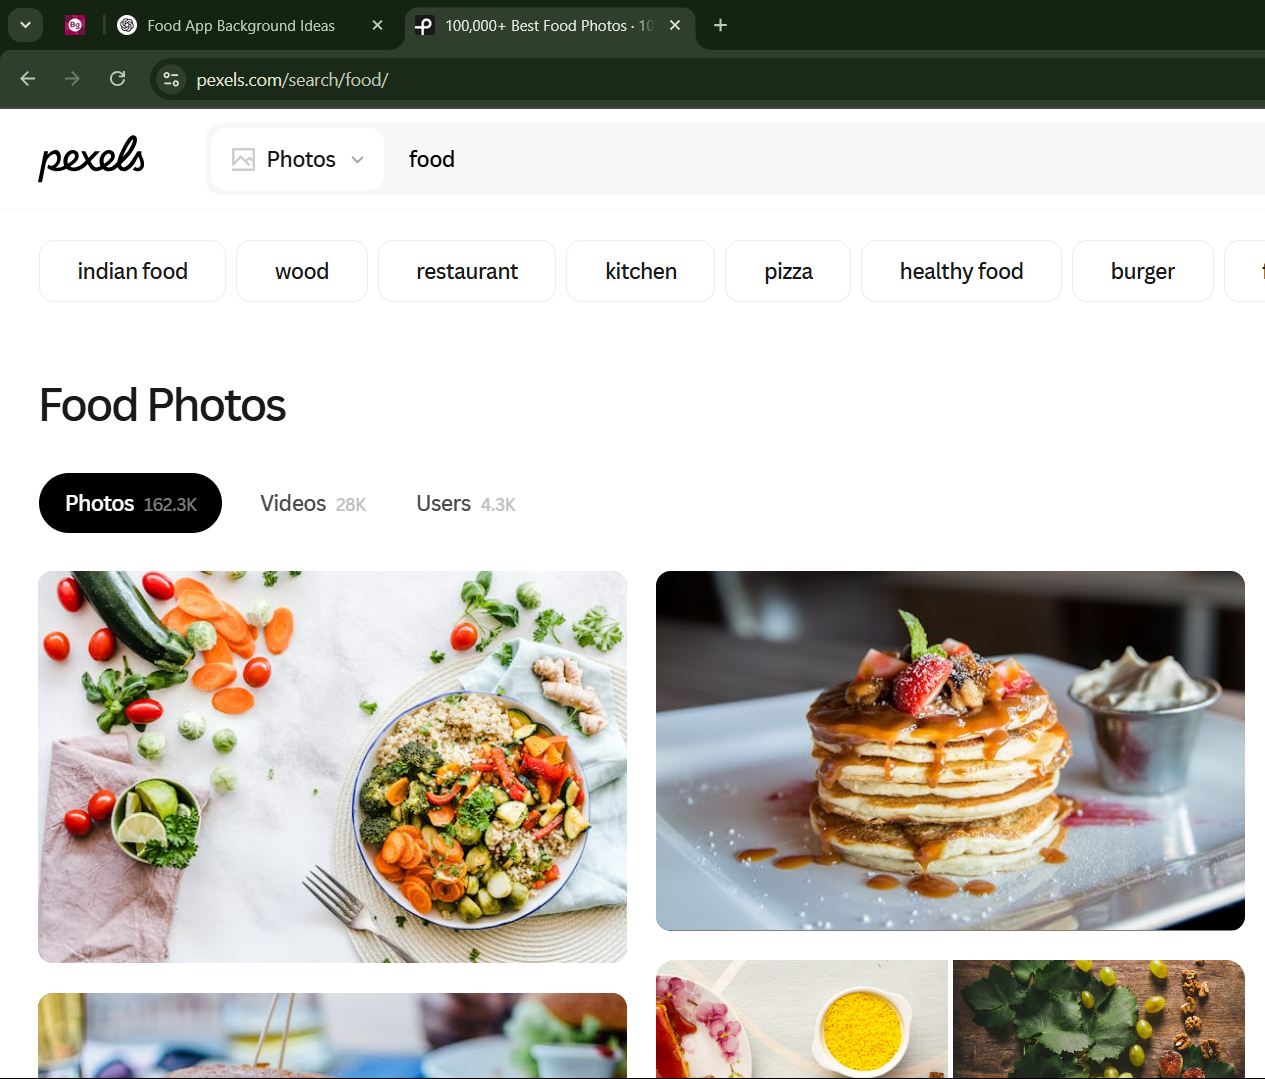 Bg
Food App Background Ideas
100,000+ Best Food Photos · 10
pexels.com/search/food/
pexels
Photos
food
indian food
wood
restaurant
kitchen
pizza
healthy food
burger
Food Photos
Photos 162.3K
Videos 28K
Users 4.3K